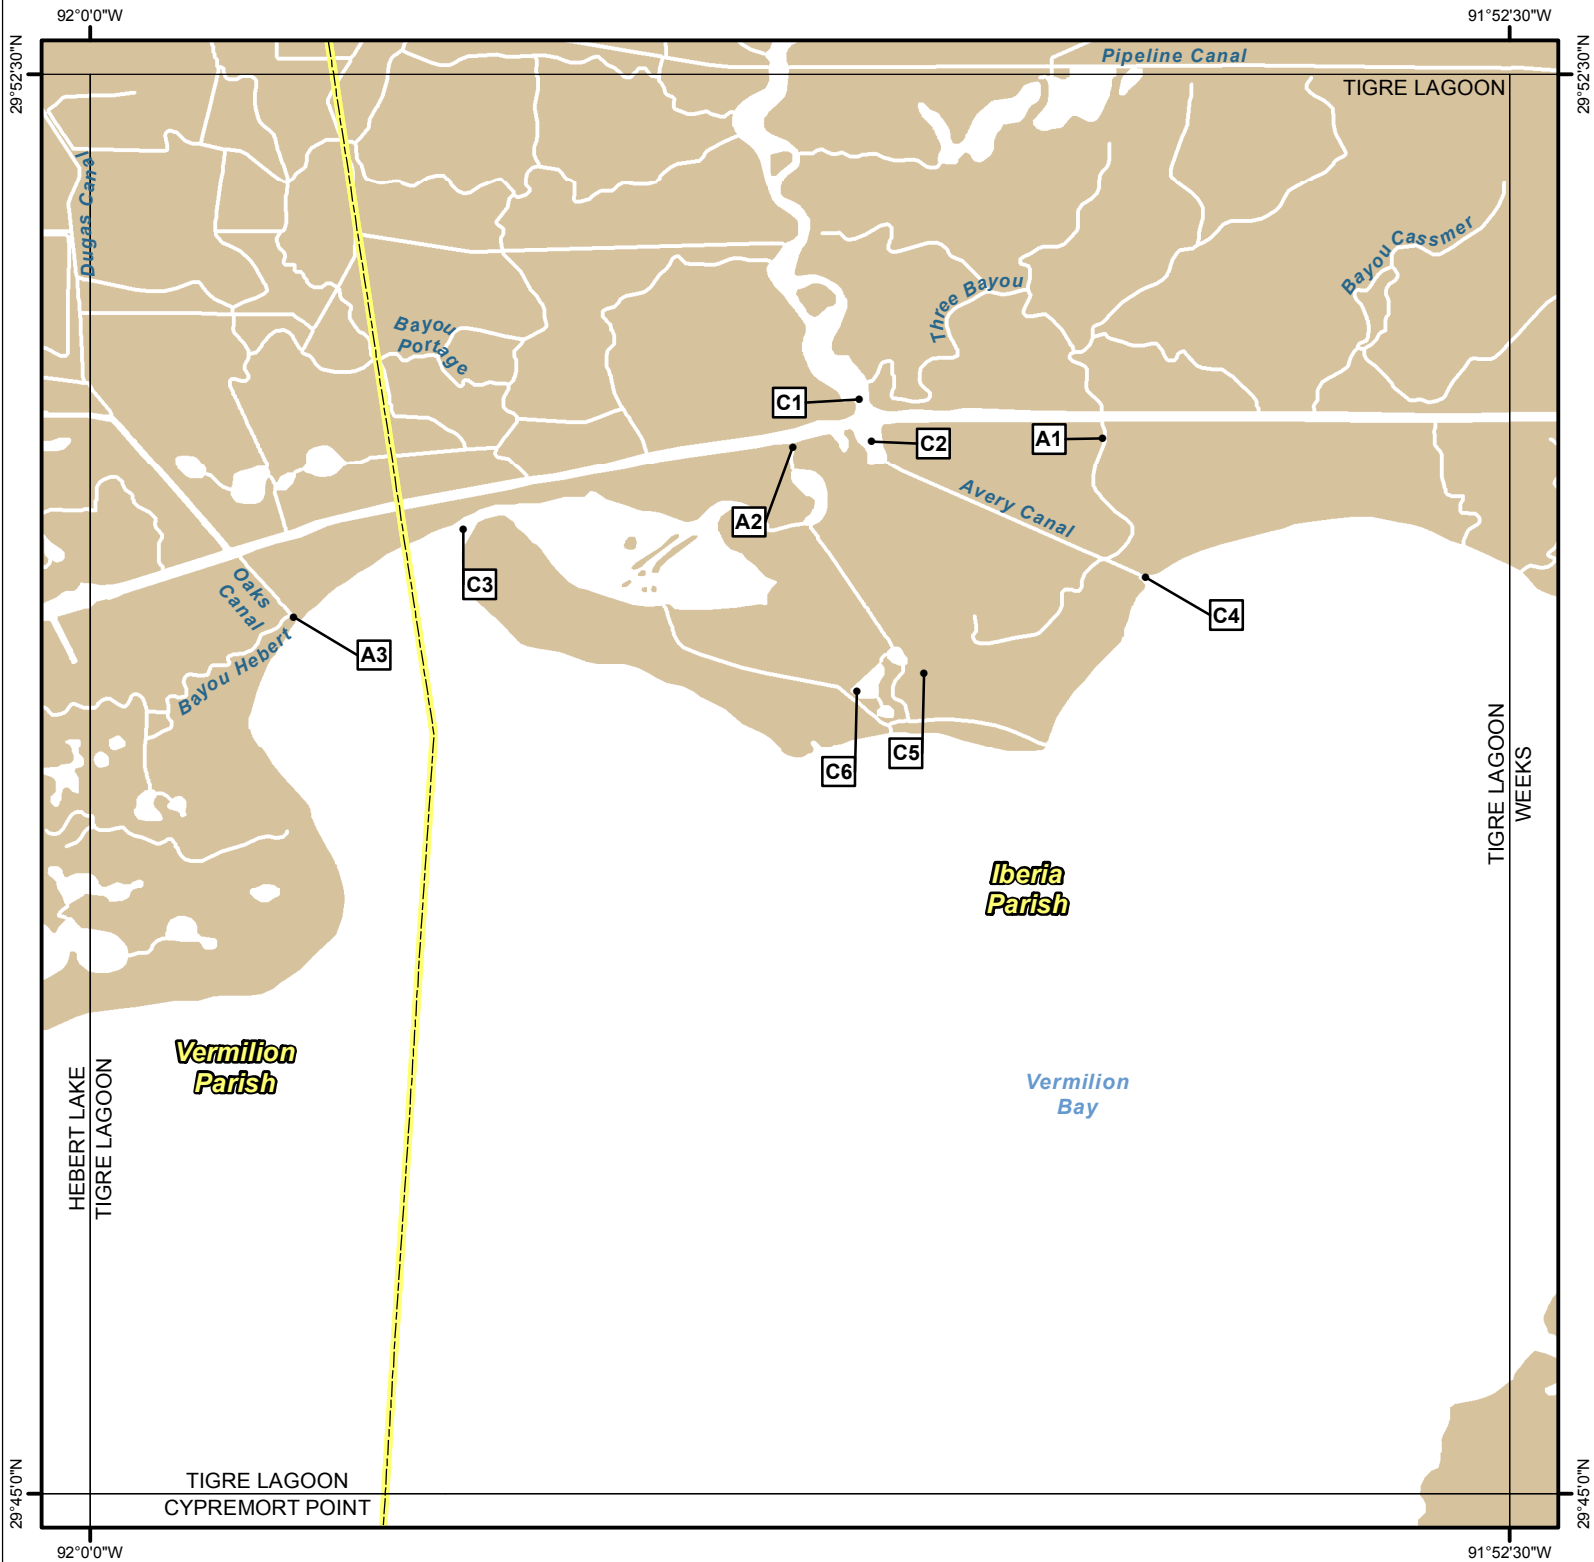 92°0'0"W
91°52'30"W
29°52'30"N
29°52'30"N
Pipeline Canal
TIGRE LAGOON
Dugas Canal
Bayou Cassmer
Three Bayou
Bayou
Portage
C1
C2
A1
A2
Avery Canal
C3
Oaks
Canal
C4
A3
Bayou Hebert
C5
C6
TIGRE LAGOON
WEEKS
Iberia
Parish
Vermilion
Parish
Vermilion
Bay
HEBERT LAKE
TIGRE LAGOON
TIGRE LAGOON
CYPREMORT POINT
29°45'0"N
29°45'0"N
92°0'0"W
91°52'30"W